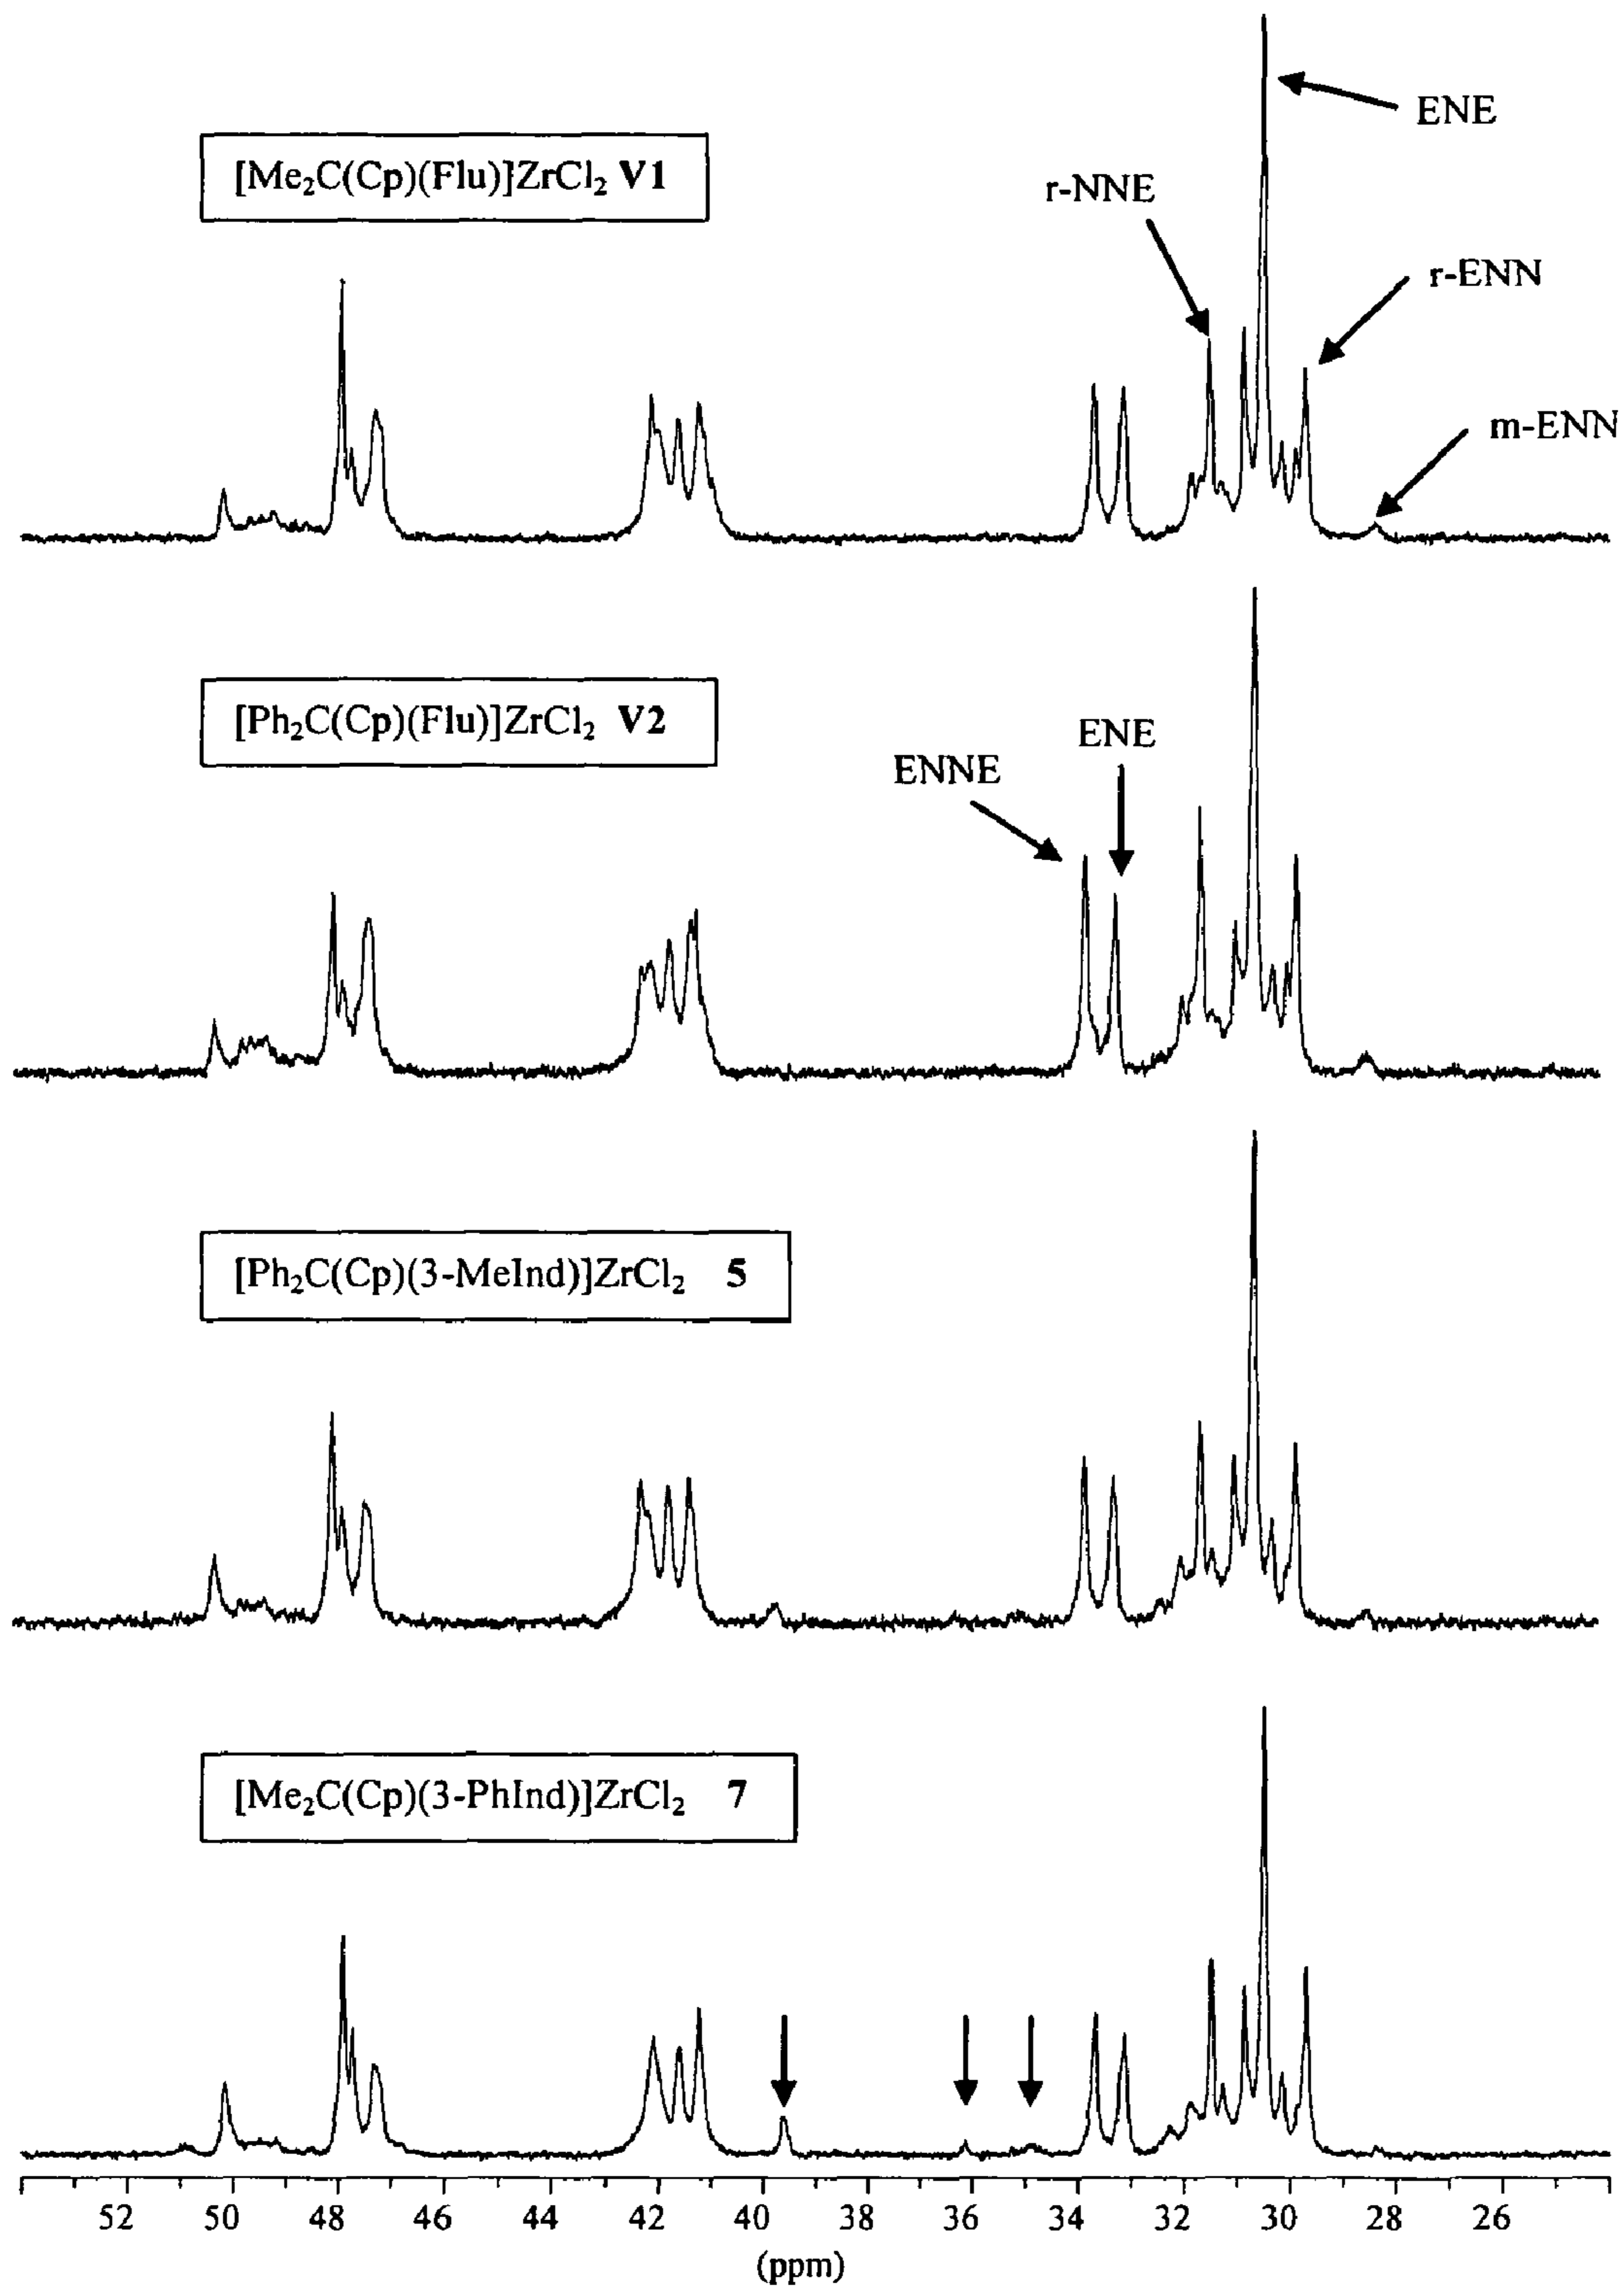 ENE
[Me₂C(Cp)(Flu)]ZrCl₂ V1
r-NNE
r-ENN
m-ENN
[Ph₂C(Cp)(Flu)]ZrCl₂ V2
ENE
ENNE
[Ph₂C(Cp)(3-MeInd)]ZrCl₂ 5
[Me₂C(Cp)(3-PhInd)]ZrCl₂ 7
52 50 48 46 44 42 40 38 36 34 32 30 28 26
(ppm)